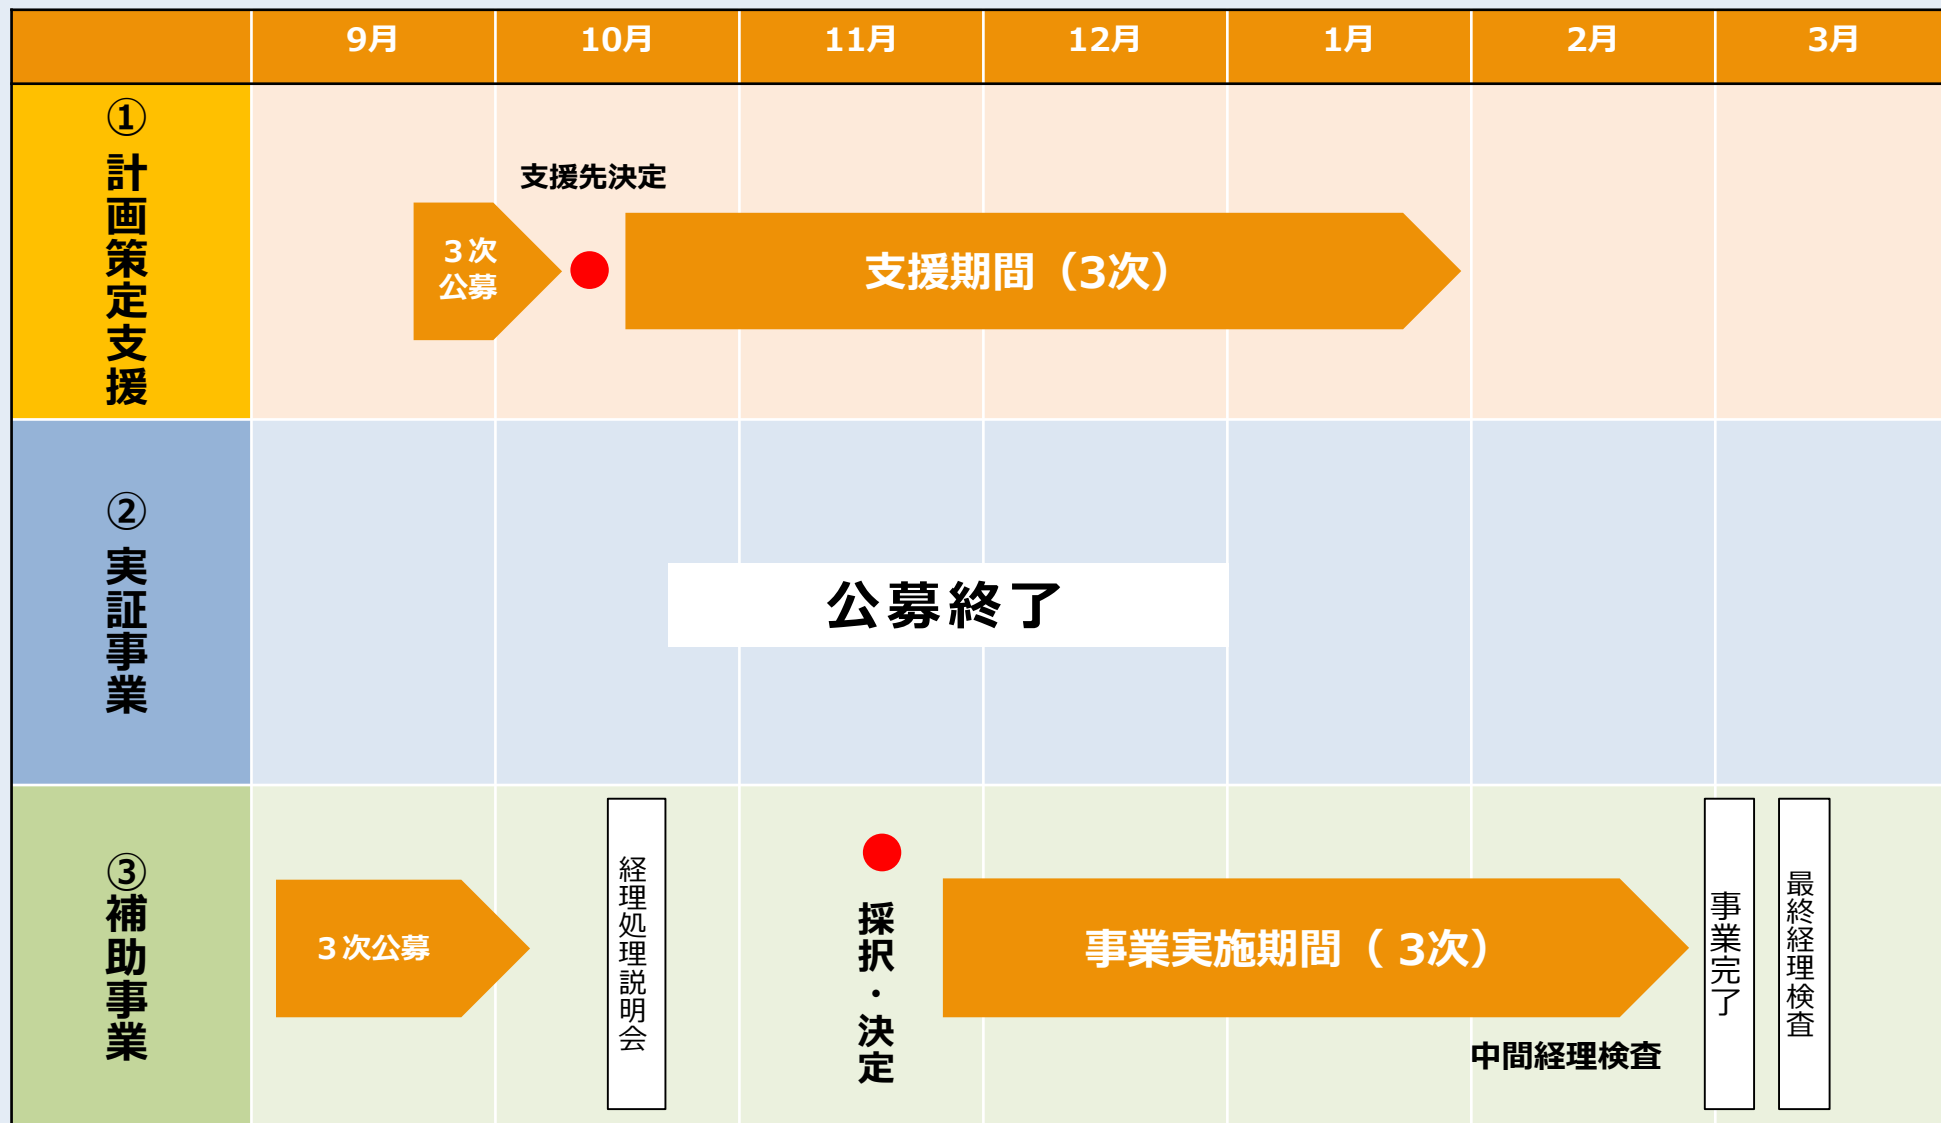 9月
10月
11月
12月
1月
2月
3月
①計画策定支援
支援先決定
３次
公募
支援期間（3次）
②実証事業
公募終了
③補助事業
３次公募
経理処理説明会
採択・決定
事業実施期間（ 3次）
中間経理検査
事業完了
最終経理検査